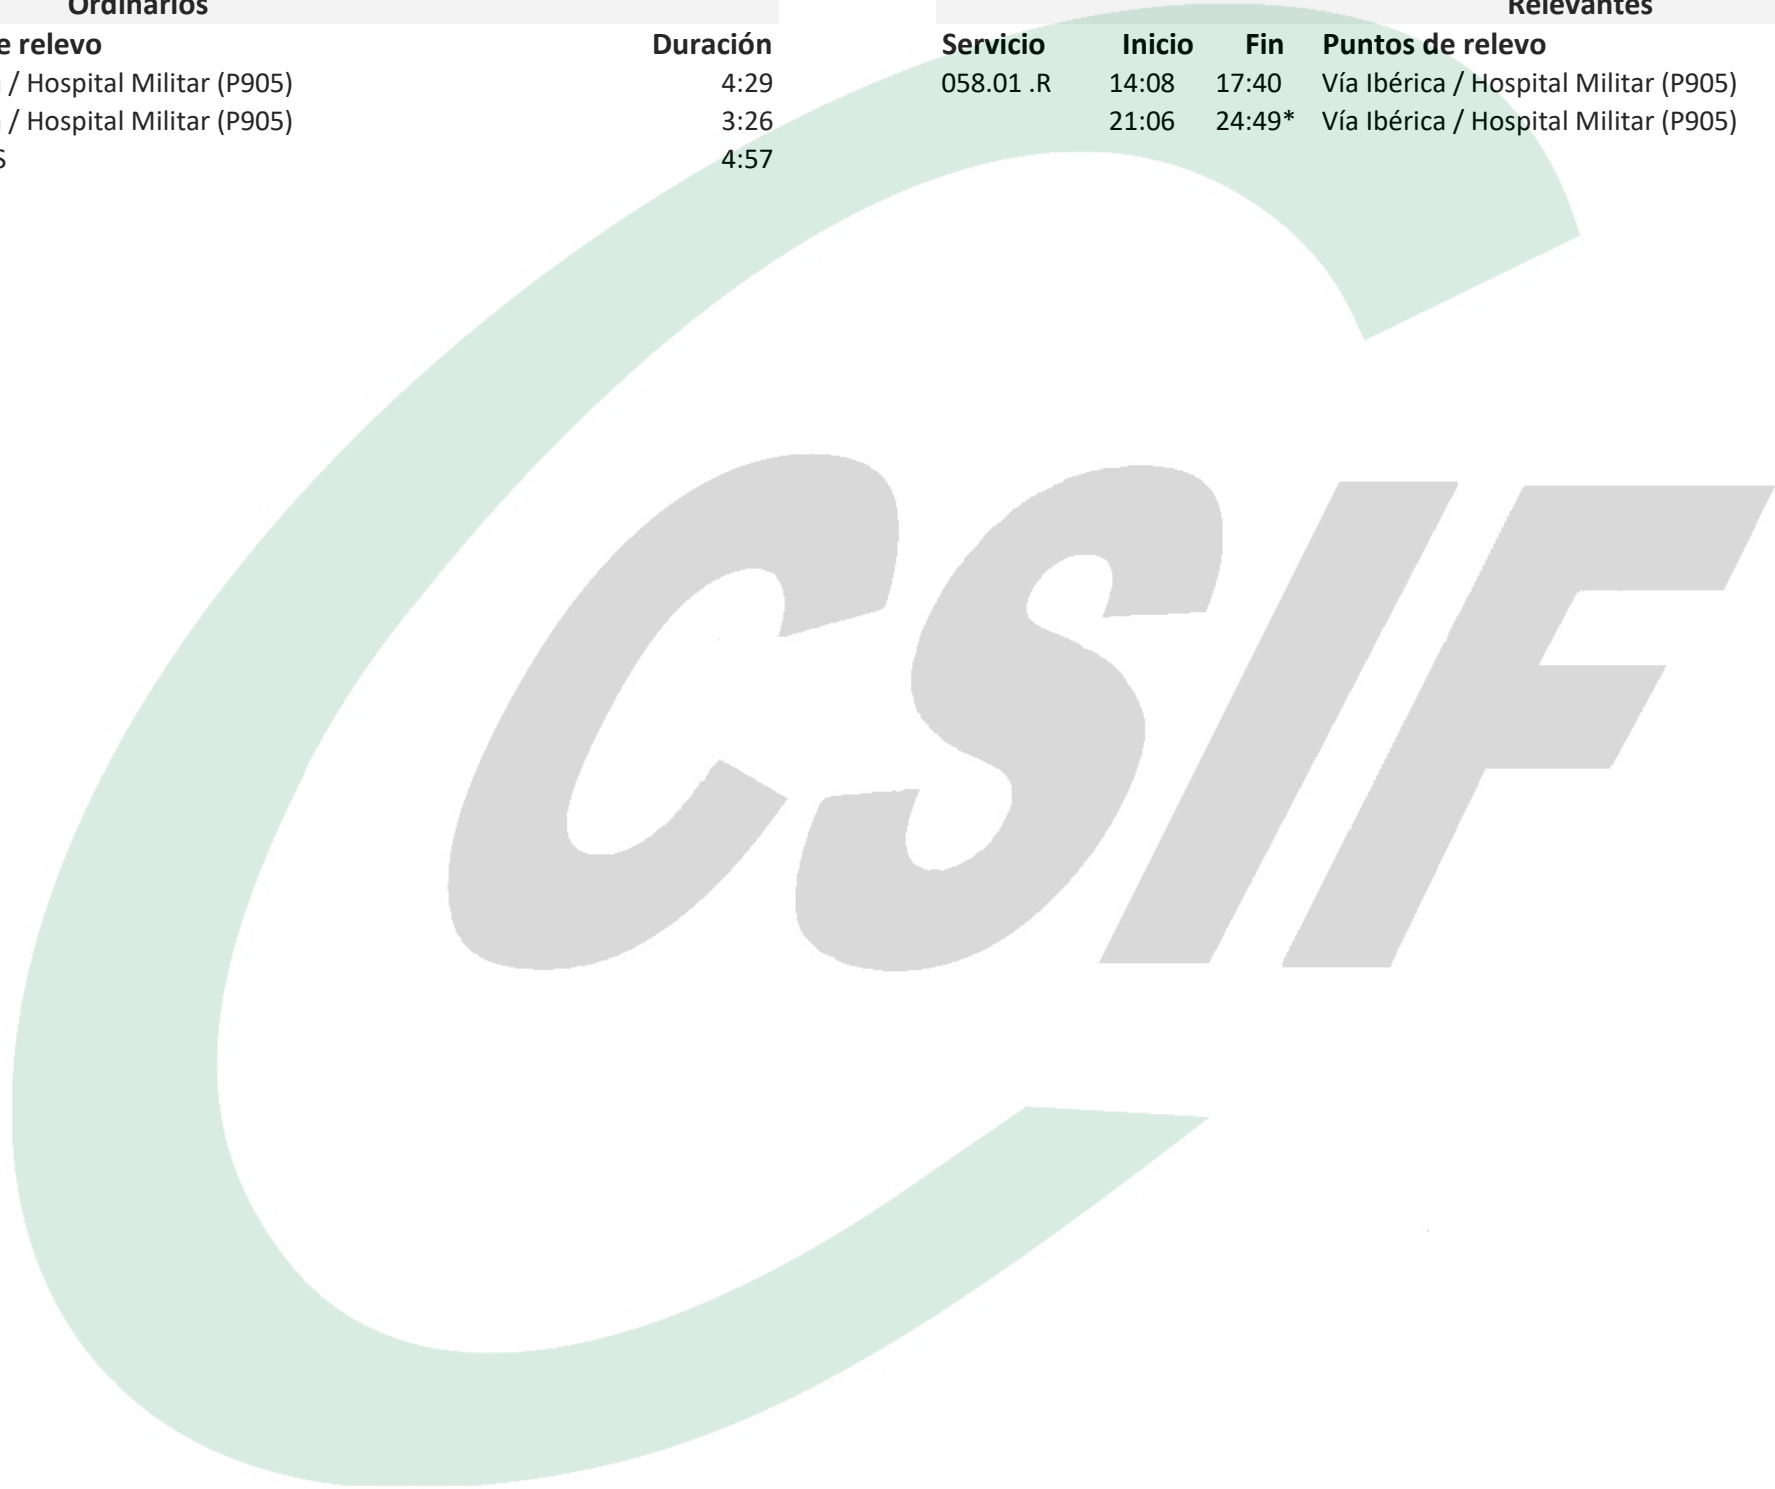 Ordinarios Relevantes
e relevo Duración Servicio Inicio Fin Puntos de relevo
/ Hospital Militar (P905) 4:29 058.01 .R 14:08 17:40 Vía Ibérica / Hospital Militar (P905)
/ Hospital Militar (P905) 3:26 21:06 24:49* Vía Ibérica / Hospital Militar (P905)
S 4:57
CSIF